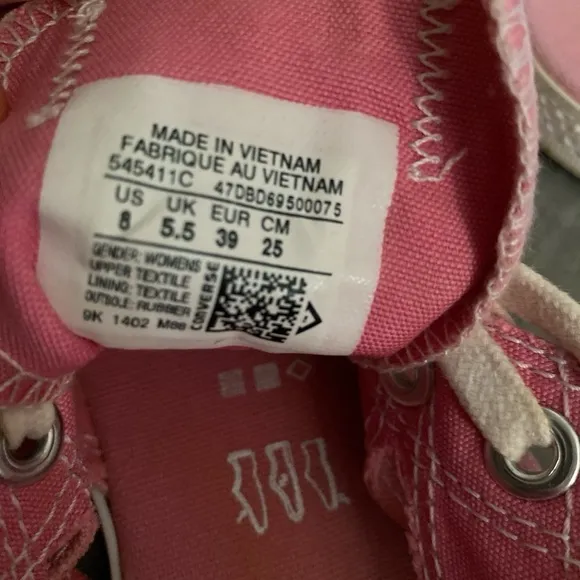 MADE IN VIETNAM
FABRIQUE AU VIETNAM
545411C 47DBD69500075
US UK EUR CM
8 5.5 39 25
GENDER: WOMENS
UPPER TEXTILE
LINING: TEXTILE
OUTSOLE: RUBBER
9K 1402 M88
CONVERSE